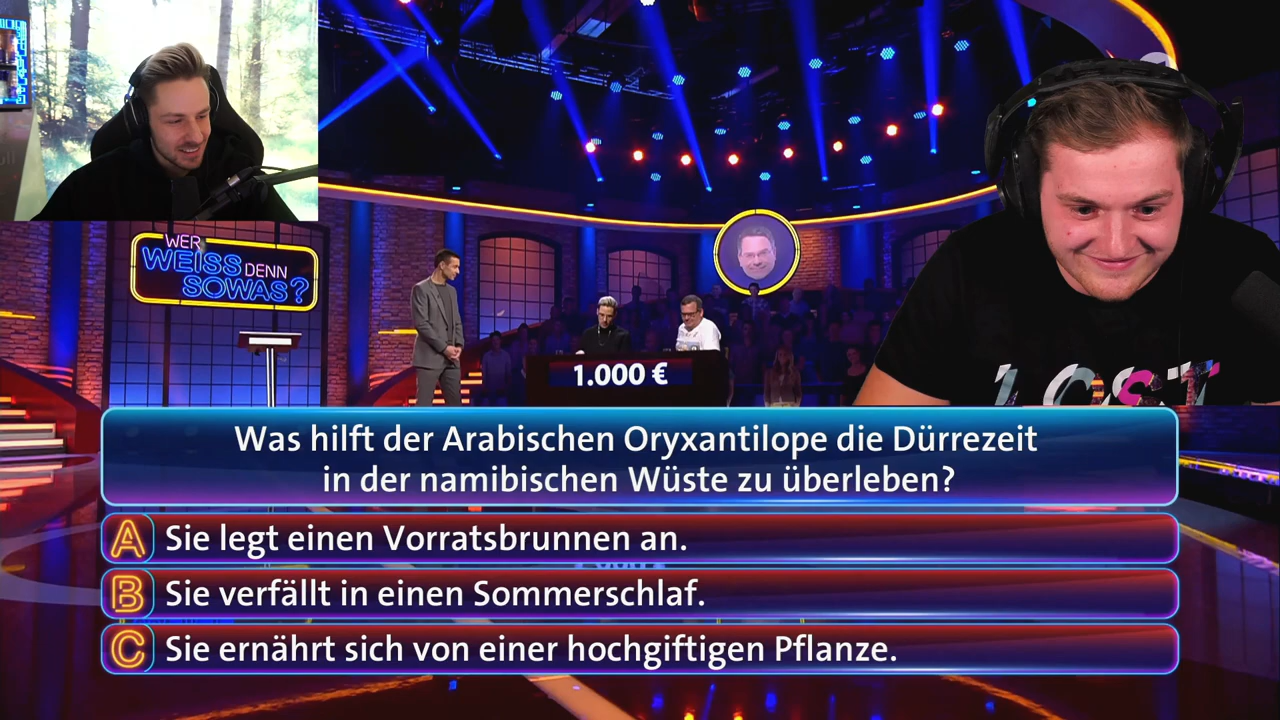 WER
WEISS DENN
SOWAS?
1.000 €
LOST
Was hilft der Arabischen Oryxantilope die Dürrezeit
in der namibischen Wüste zu überleben?
A Sie legt einen Vorratsbrunnen an.
B Sie verfällt in einen Sommerschlaf.
C Sie ernährt sich von einer hochgiftigen Pflanze.